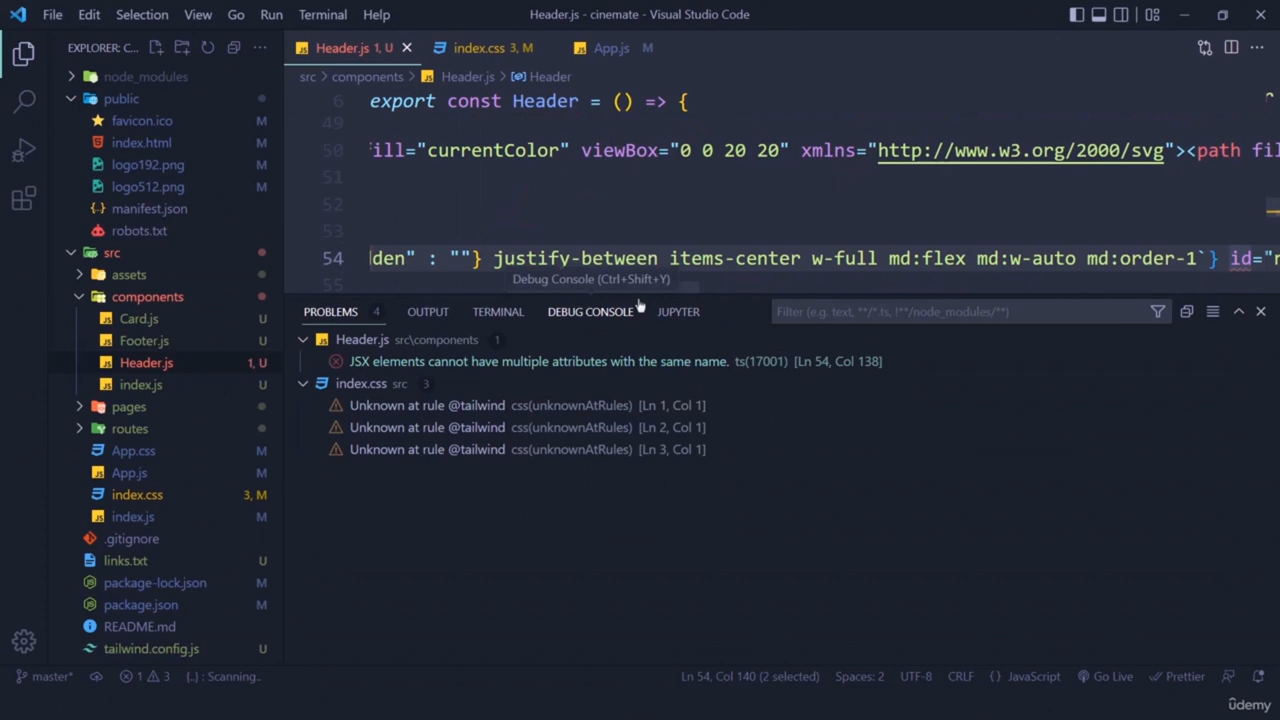 File Edit Selection View Go Run Terminal Help Header.js - cinemate - Visual Studio Code
EXPLORER: C... Header.js 1, U index.css 3, M App.js M
node_modules
public
favicon.ico M
index.html M
logo192.png M
logo512.png M
manifest.json M
robots.txt M
src
assets
components
Card.js U
Footer.js U
Header.js 1, U
index.js U
pages
routes
App.css M
App.js M
index.css 3, M
index.js M
.gitignore
links.txt U
package-lock.json M
package.json M
README.md
tailwind.config.js U
src > components > Header.js > Header
6 export const Header = () => {
49
50 fill="currentColor" viewBox="0 0 20 20" xmlns="http://www.w3.org/2000/svg"><path fil
51
52
53
54 den" : ""} justify-between items-center w-full md:flex md:w-auto md:order-1`} id="n
55
Debug Console (Ctrl+Shift+Y)
PROBLEMS 4 OUTPUT TERMINAL DEBUG CONSOLE JUPYTER Filter (e.g. text, **/*.ts, !**/node_modules/**)
Header.js src\components 1
JSX elements cannot have multiple attributes with the same name. ts(17001) [Ln 54, Col 138]
index.css src 3
Unknown at rule @tailwind css(unknownAtRules) [Ln 1, Col 1]
Unknown at rule @tailwind css(unknownAtRules) [Ln 2, Col 1]
Unknown at rule @tailwind css(unknownAtRules) [Ln 3, Col 1]
master* 1 3 {..} : Scanning.. Ln 54, Col 140 (2 selected) Spaces: 2 UTF-8 CRLF {} JavaScript Go Live Prettier
ûdemy